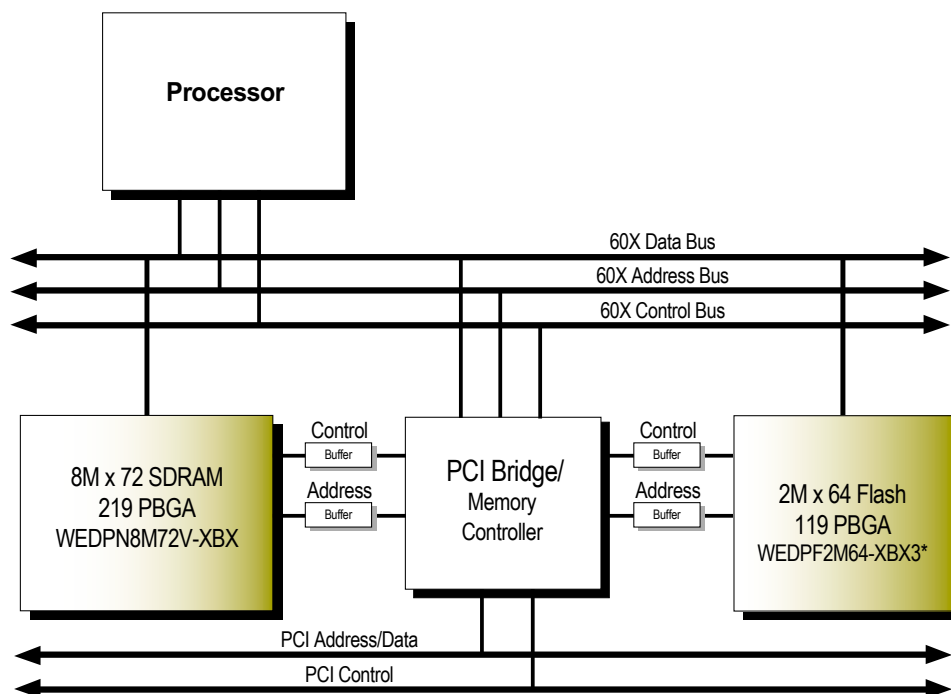 Processor
60X Data Bus
60X Address Bus
60X Control Bus
8M x 72 SDRAM
219 PBGA
WEDPN8M72V-XBX
Control
Buffer
Address
Buffer
PCI Bridge/
Memory
Controller
Control
Buffer
Address
Buffer
2M x 64 Flash
119 PBGA
WEDPF2M64-XBX3*
PCI Address/Data
PCI Control